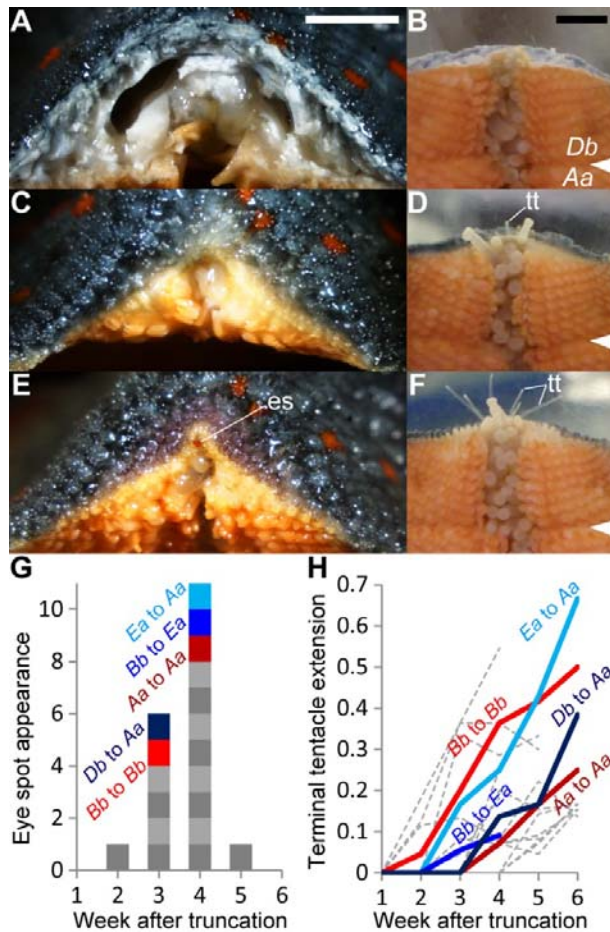 A
B
Db
Aa
C
D
tt
E
es
F
tt
G
Eye spot appearance
10
8
6
4
2
0
Ea to Aa
Bb to Ea
Aa to Aa
Db to Aa
Bb to Bb
1 2 3 4 5 6
Week after truncation
H
Terminal tentacle extension
0.7
0.6
0.5
0.4
0.3
0.2
0.1
0
Ea to Aa
Bb to Bb
Db to Aa
Bb to Ea
Aa to Aa
1 2 3 4 5 6
Week after truncation